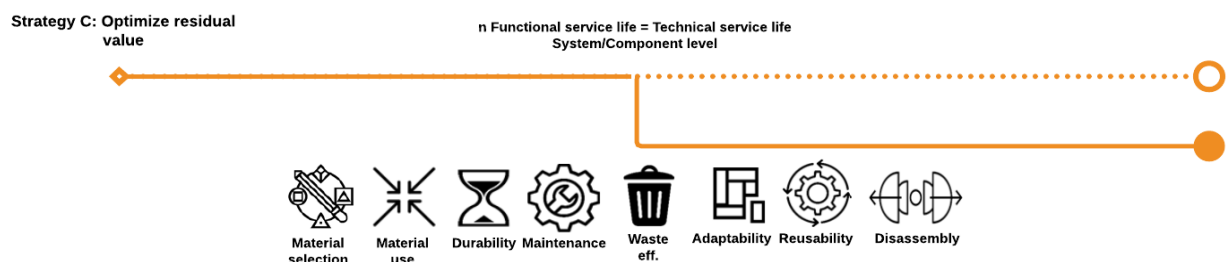 Strategy C: Optimize residual
value
n Functional service life = Technical service life
System/Component level
Material
selection
Material
use
Durability
Maintenance
Waste
eff.
Adaptability
Reusability
Disassembly